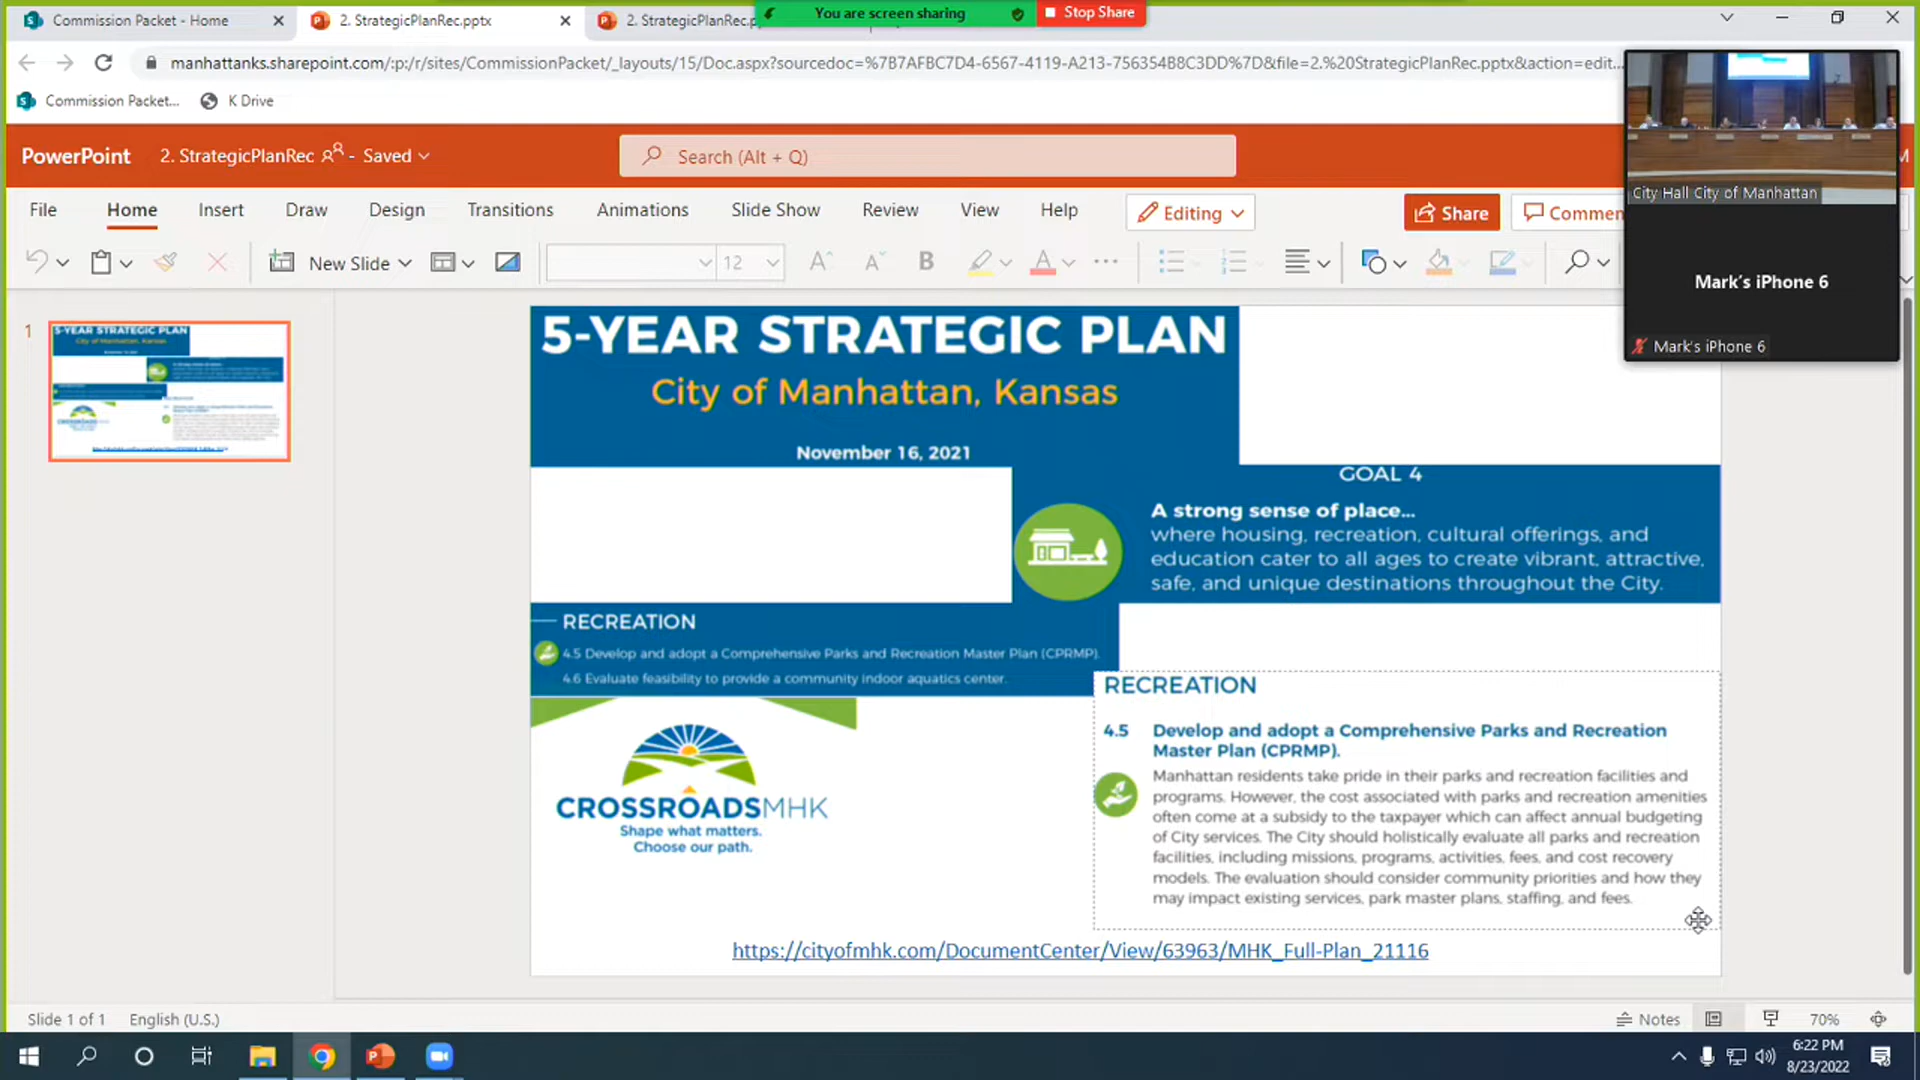 Commission Packet - Home
2. StrategicPlanRec.pptx
2. StrategicPlanRec.p
You are screen sharing
Stop Share
manhattanks.sharepoint.com/:p:/r/sites/CommissionPacket/_layouts/15/Doc.aspx?sourcedoc=%7B7AFBC7D4-6567-4119-A213-756354B8C3DD%7D&file=2.%20StrategicPlanRec.pptx&action=edit...
Commission Packet...
K Drive
PowerPoint
2. StrategicPlanRec - Saved
Search (Alt + Q)
File
Home
Insert
Draw
Design
Transitions
Animations
Slide Show
Review
View
Help
Editing
Share
Commen
New Slide
12
City Hall City of Manhattan
Mark's iPhone 6
Mark's iPhone 6
1
5-YEAR STRATEGIC PLAN
City of Manhattan, Kansas
5-YEAR STRATEGIC PLAN
City of Manhattan, Kansas
November 16, 2021
GOAL 4
A strong sense of place...
where housing, recreation, cultural offerings, and
education cater to all ages to create vibrant, attractive,
safe, and unique destinations throughout the City.
RECREATION
4.5 Develop and adopt a Comprehensive Parks and Recreation Master Plan (CPRMP).
4.6 Evaluate feasibility to provide a community indoor aquatics center.
CROSSROADSMHK
Shape what matters.
Choose our path.
RECREATION
4.5 Develop and adopt a Comprehensive Parks and Recreation
Master Plan (CPRMP).
Manhattan residents take pride in their parks and recreation facilities and
programs. However, the cost associated with parks and recreation amenities
often come at a subsidy to the taxpayer which can affect annual budgeting
of City services. The City should holistically evaluate all parks and recreation
facilities, including missions, programs, activities, fees, and cost recovery
models. The evaluation should consider community priorities and how they
may impact existing services, park master plans, staffing, and fees.
https://cityofmhk.com/DocumentCenter/View/63963/MHK_Full-Plan_21116
Slide 1 of 1
English (U.S.)
Notes
70%
6:22 PM
8/23/2022